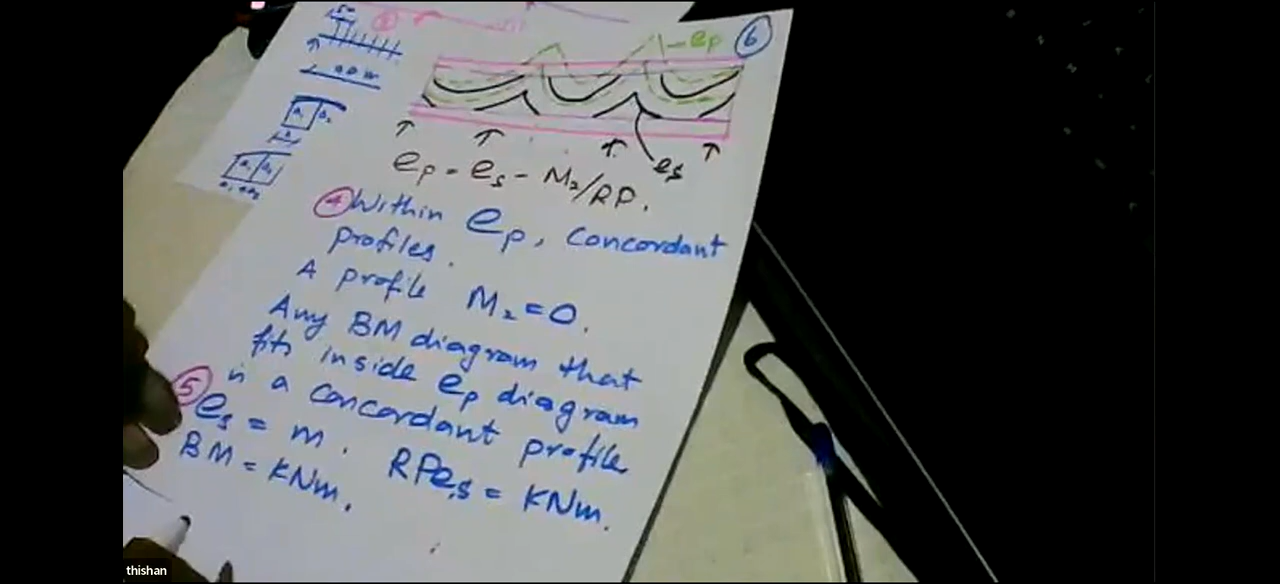 6
ep
es
ep = es - M2/RP.
④ Within ep, concordant
profiles.
A profile M2 = 0.
Any BM diagram that
fits inside ep diagram
is a concordant profile
⑤ es = m. RPes = KNm.
BM = KNm.
thishan